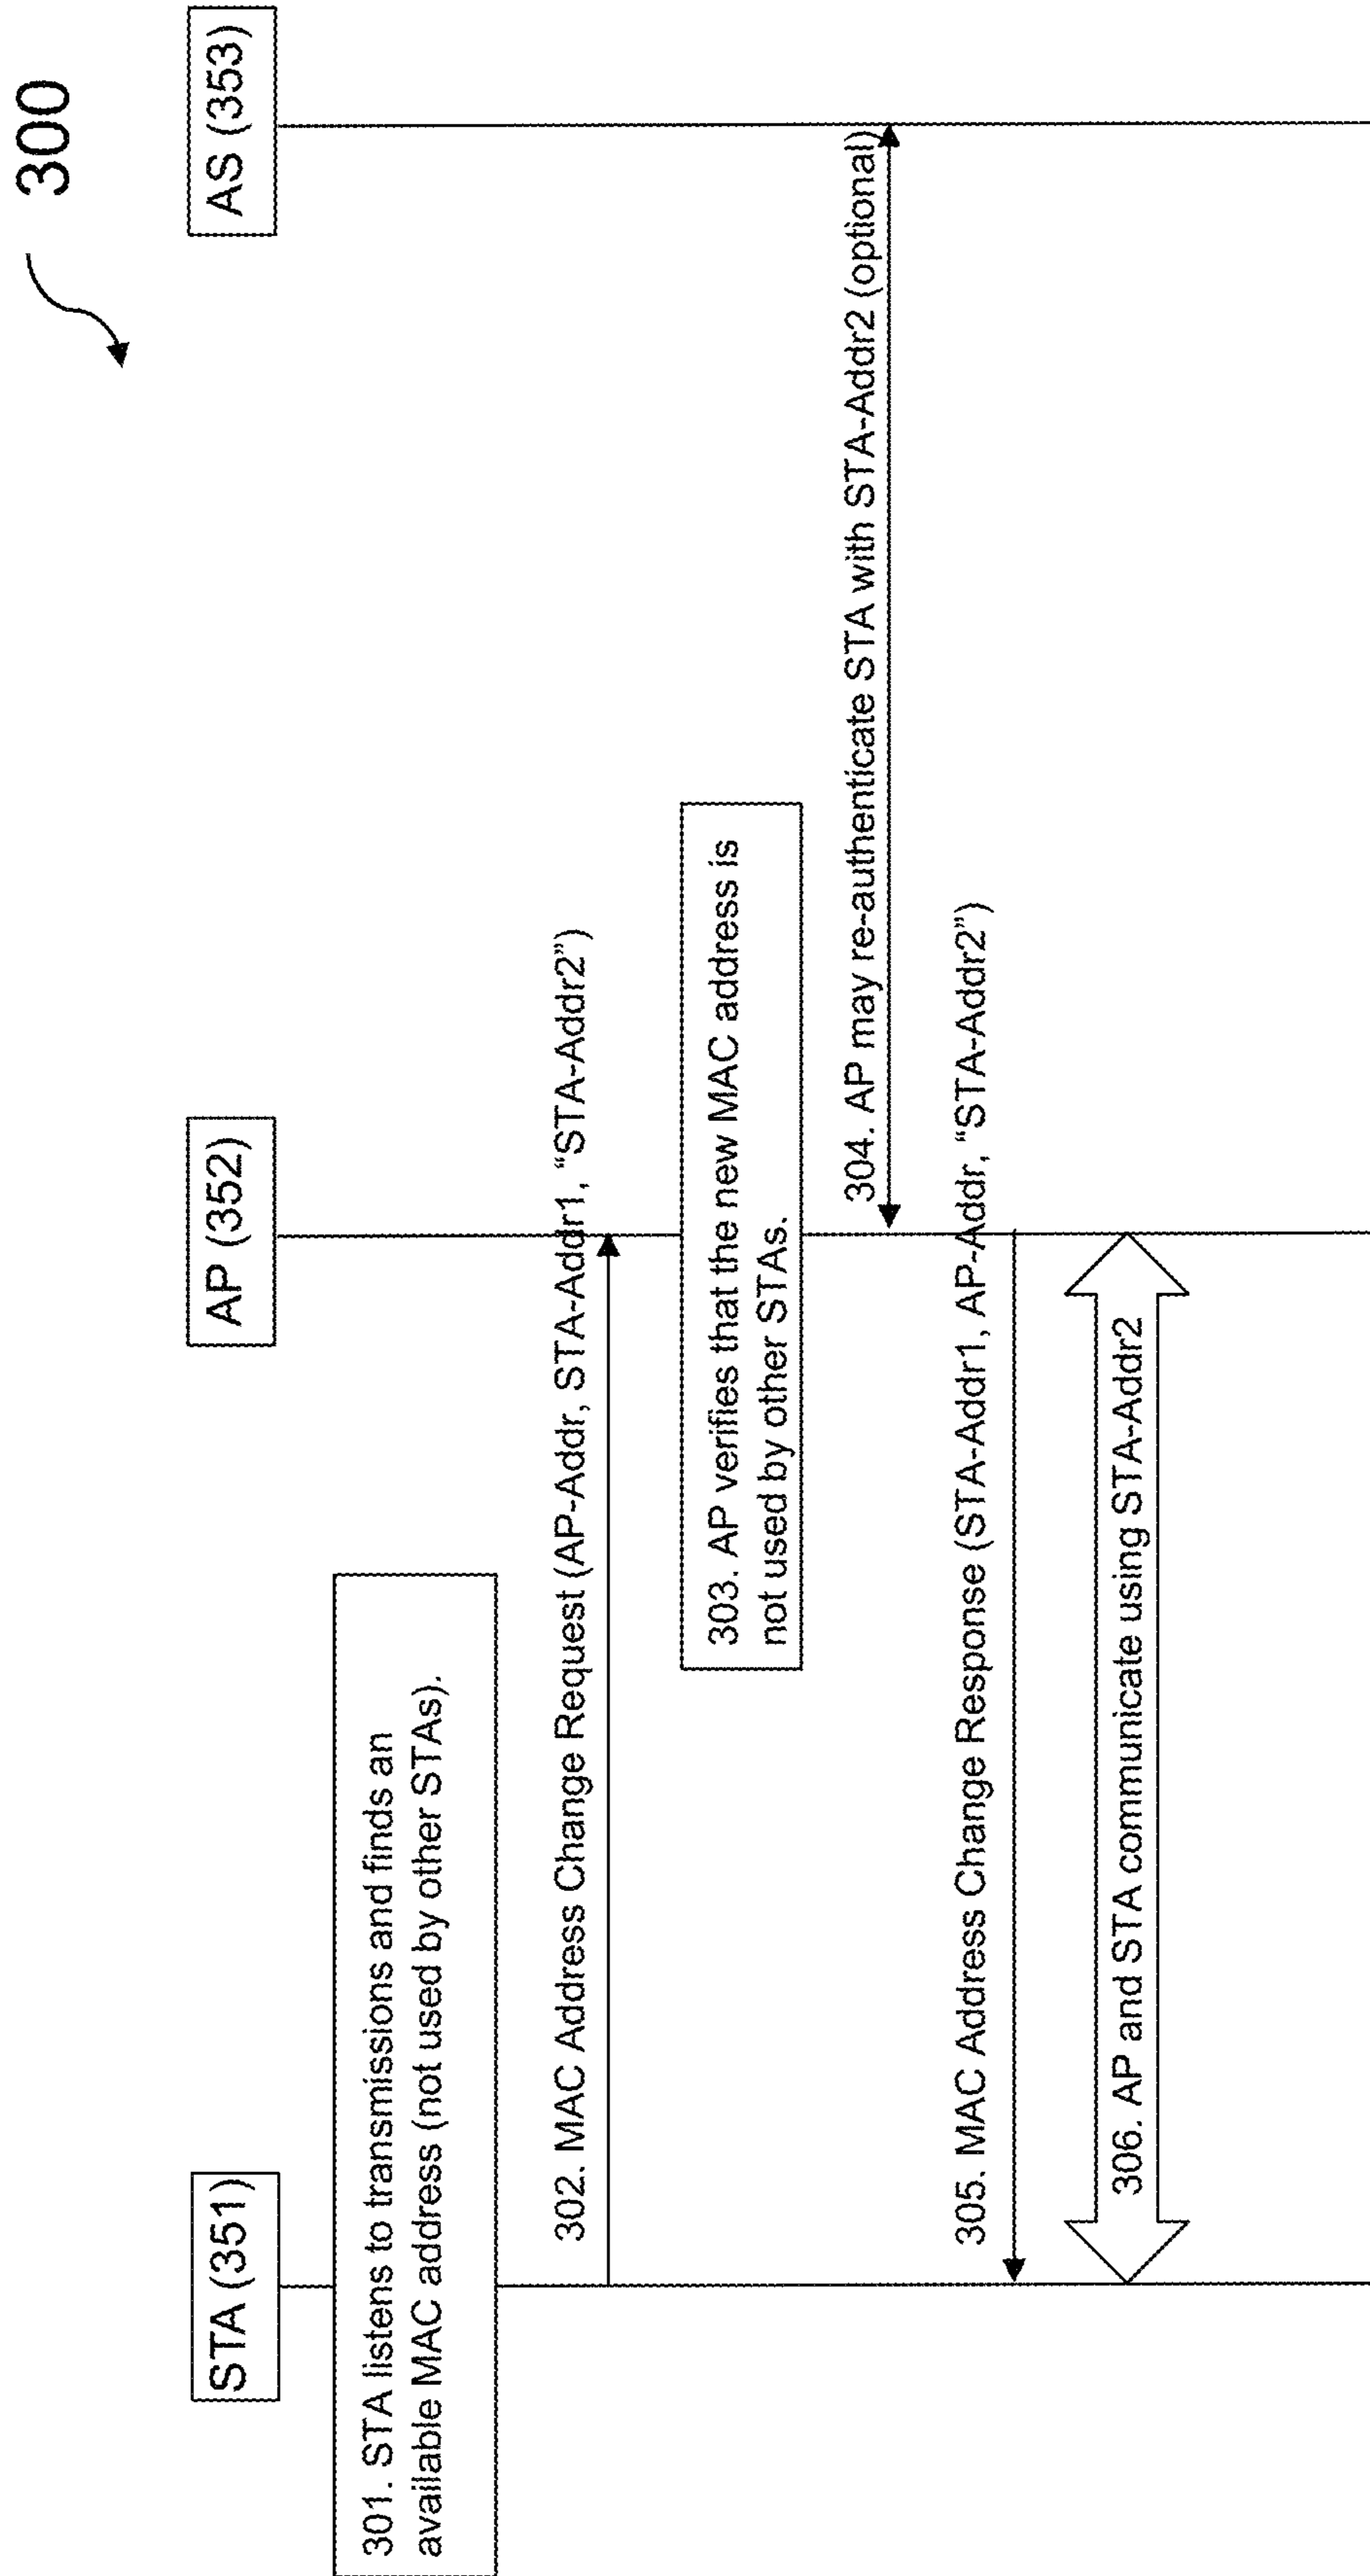 300
STA (351)
AP (352)
AS (353)
301. STA listens to transmissions and finds an
available MAC address (not used by other STAs).
302. MAC Address Change Request (AP-Addr, STA-Addr1, “STA-Addr2”)
303. AP verifies that the new MAC address is
not used by other STAs.
304. AP may re-authenticate STA with STA-Addr2 (optional)
305. MAC Address Change Response (STA-Addr1, AP-Addr, “STA-Addr2”)
306. AP and STA communicate using STA-Addr2